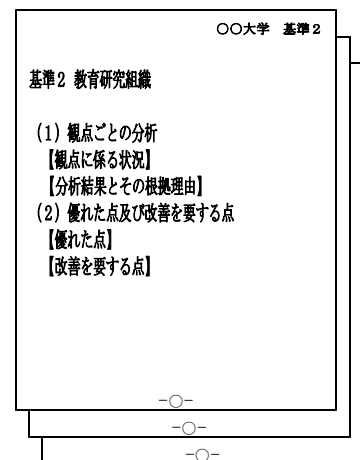 ○○大学　基準２
基準２ 教育研究組織
（１）観点ごとの分析
【観点に係る状況】
【分析結果とその根拠理由】
（２）優れた点及び改善を要する点
【優れた点】
【改善を要する点】
−○−
−○−
−○−